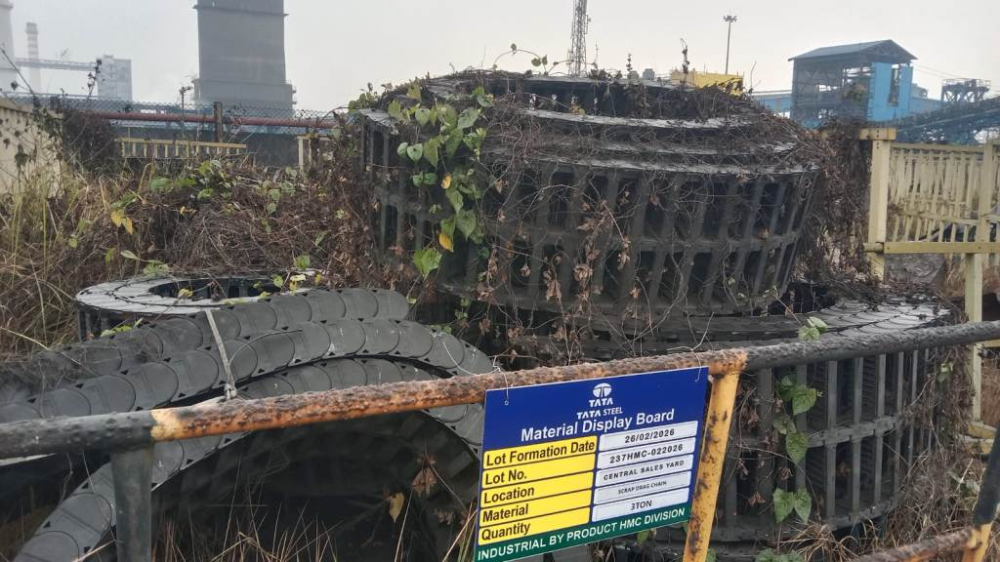 TATA
TATA STEEL
Material Display Board
Lot Formation Date 26/02/2026
Lot No. 237HMC-022026
Location CENTRAL SALES YARD
Material SCRAP DRAG CHAIN
Quantity 3TON
INDUSTRIAL BY PRODUCT HMC DIVISION